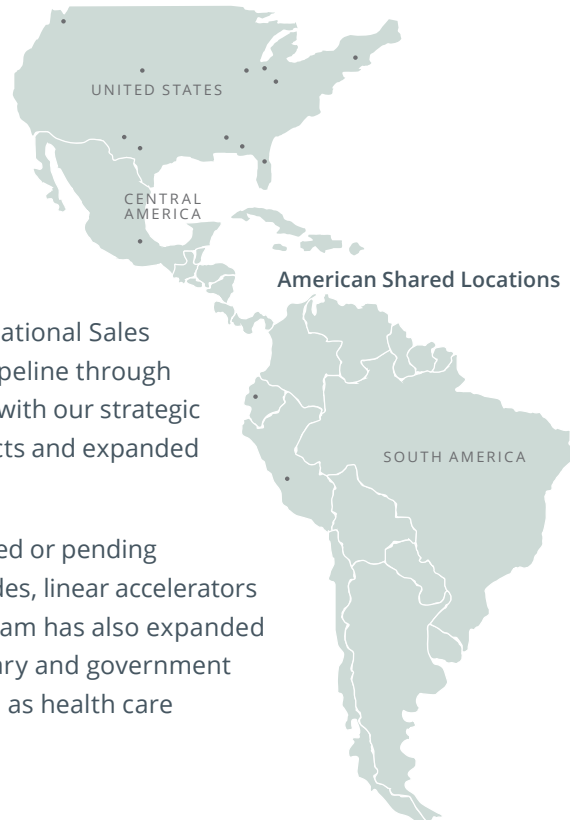 UNITED STATES
CENTRAL
AMERICA
American Shared Locations
ational Sales
peline through
with our strategic
cts and expanded
SOUTH AMERICA
ed or pending
des, linear accelerators
am has also expanded
ary and government
as health care